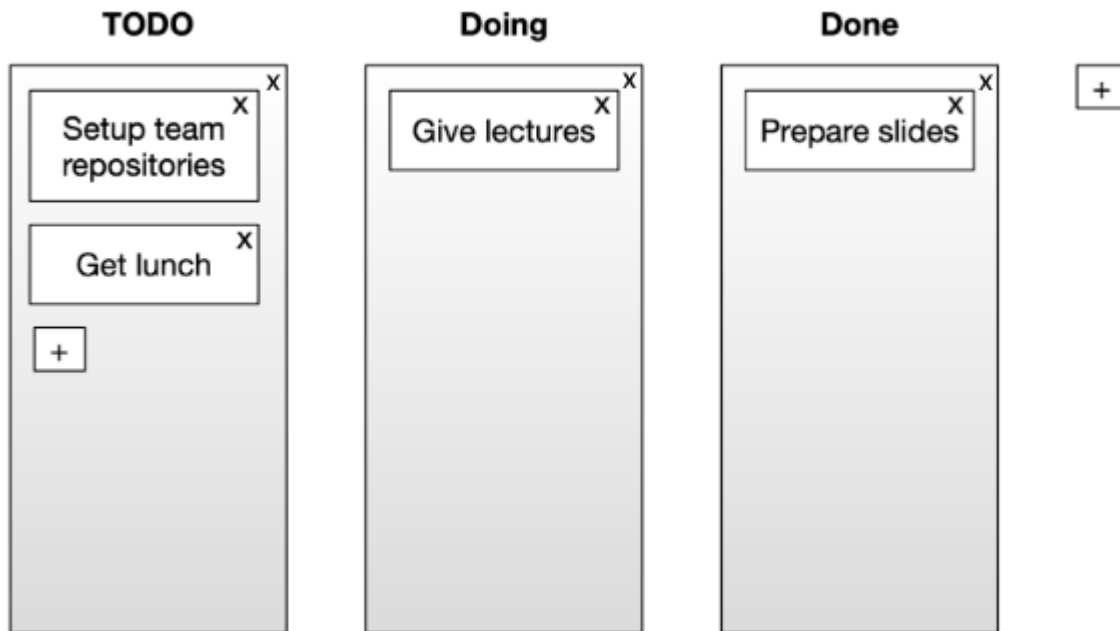 TODO
Doing
Done
X
X
Setup team
repositories
X
Get lunch
+
X
X
Give lectures
X
X
Prepare slides
+